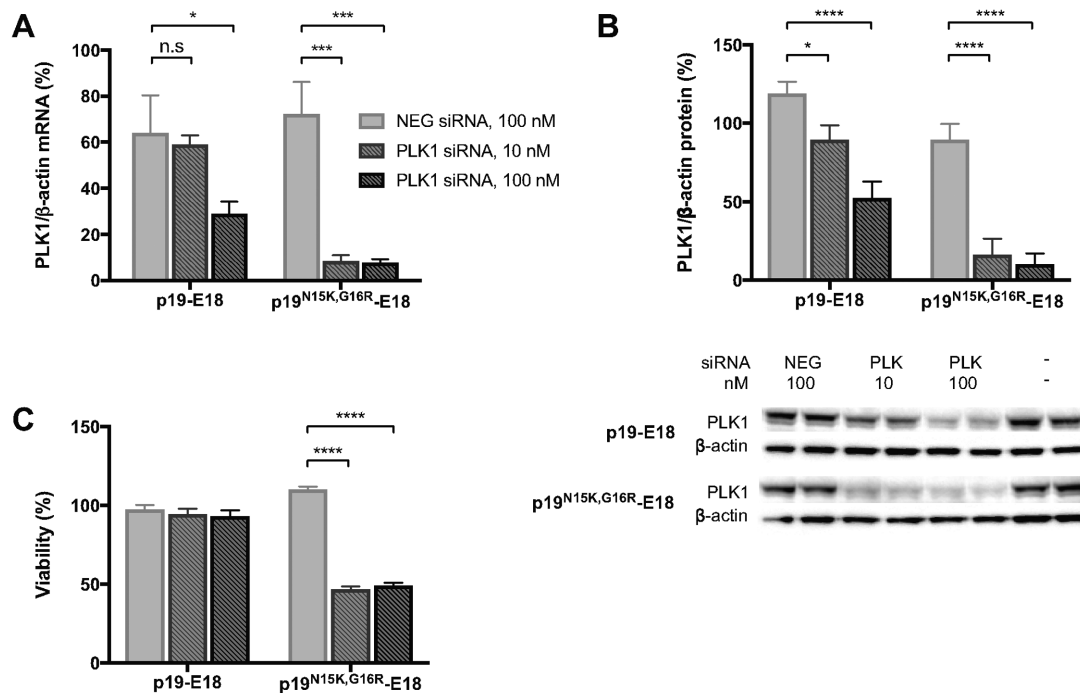 A
PLK1/β-actin mRNA (%)
100
80
60
40
20
0
*
n.s
***
***
p19-E18
p19N15K,G16R-E18
NEG siRNA, 100 nM
PLK1 siRNA, 10 nM
PLK1 siRNA, 100 nM
B
PLK1/β-actin protein (%)
150
100
50
0
****
*
****
****
p19-E18
p19N15K,G16R-E18
siRNA NEG PLK PLK -
nM 100 10 100 -
p19-E18
PLK1
β-actin
p19N15K,G16R-E18
PLK1
β-actin
C
Viability (%)
150
100
50
0
****
****
p19-E18
p19N15K,G16R-E18